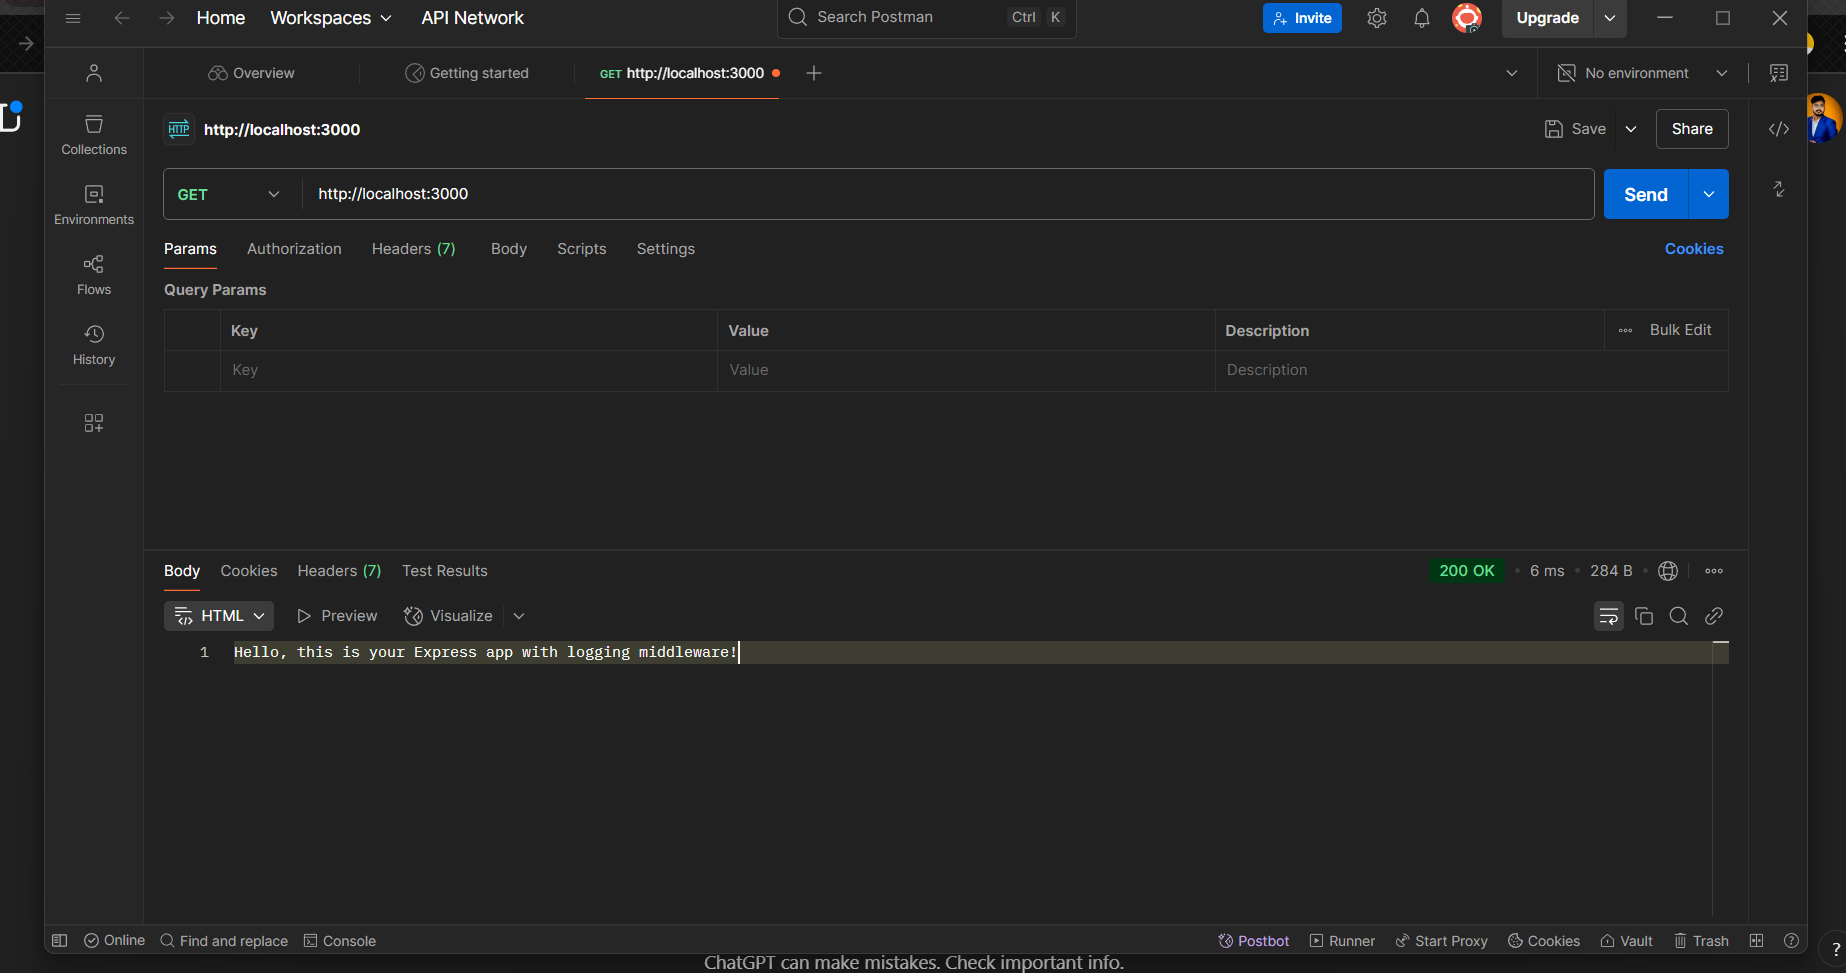 Home Workspaces API Network Search Postman Ctrl K Invite Upgrade
Overview Getting started GET http://localhost:3000 No environment
HTTP http://localhost:3000 Save Share
Collections
GET http://localhost:3000 Send
Environments
Params Authorization Headers (7) Body Scripts Settings Cookies
Flows
Query Params
Key Value Description Bulk Edit
History
Key Value Description
Body Cookies Headers (7) Test Results 200 OK 6 ms 284 B
HTML Preview Visualize
1 Hello, this is your Express app with logging middleware!
Online Find and replace Console Postbot Runner Start Proxy Cookies Vault Trash ?
ChatGPT can make mistakes. Check important info. ?